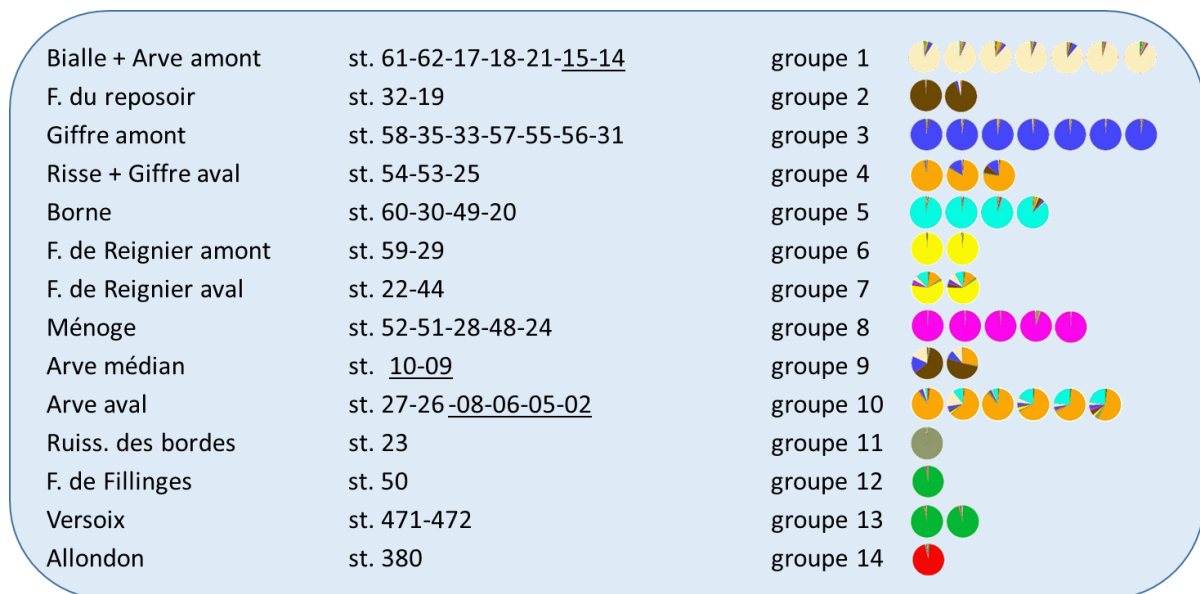 Bialle + Arve amont st. 61-62-17-18-21-15-14 groupe 1
F. du reposoir st. 32-19 groupe 2
Giffre amont st. 58-35-33-57-55-56-31 groupe 3
Risse + Giffre aval st. 54-53-25 groupe 4
Borne st. 60-30-49-20 groupe 5
F. de Reignier amont st. 59-29 groupe 6
F. de Reignier aval st. 22-44 groupe 7
Ménoge st. 52-51-28-48-24 groupe 8
Arve médian st. 10-09 groupe 9
Arve aval st. 27-26 -08-06-05-02 groupe 10
Ruiss. des bordes st. 23 groupe 11
F. de Fillinges st. 50 groupe 12
Versoix st. 471-472 groupe 13
Allondon st. 380 groupe 14